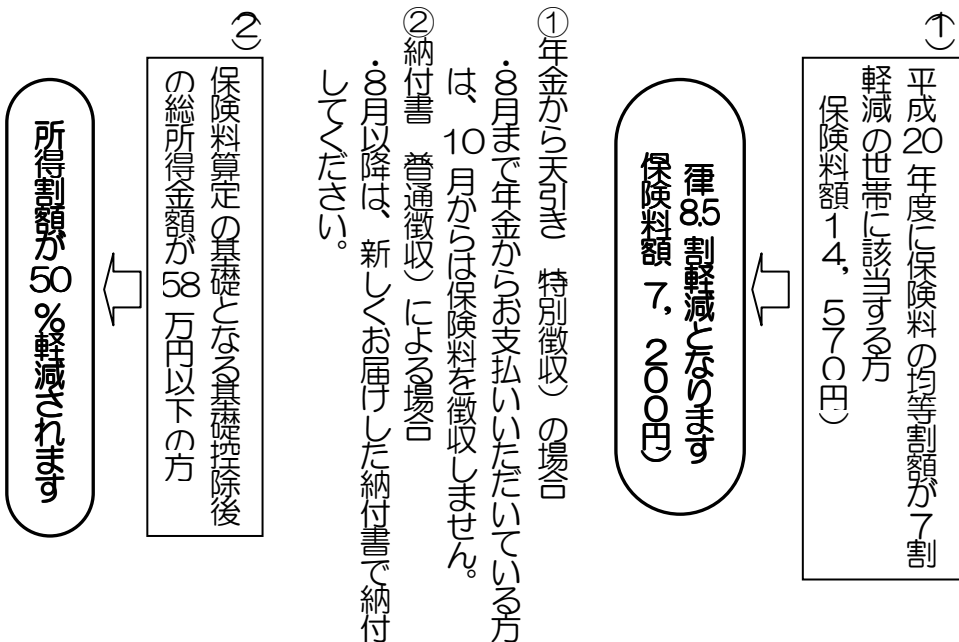 (1)
平成20年度に保険料の均等割額が7割
軽減の世帯に該当する方
保険料額14,570円)
一律8.5割軽減となります
保険料額 7,200円)
①年金から天引き 特別徴収)の場合
・8月まで年金からお支払いいただいている方
は、10月からは保険料を徴収しません。
②納付書 普通徴収)による場合
・8月以降は、新しくお届けした納付書で納付
してください。
(2)
保険料算定の基礎となる基礎控除後
の総所得金額が58万円以下の方
所得割額が50%軽減されます